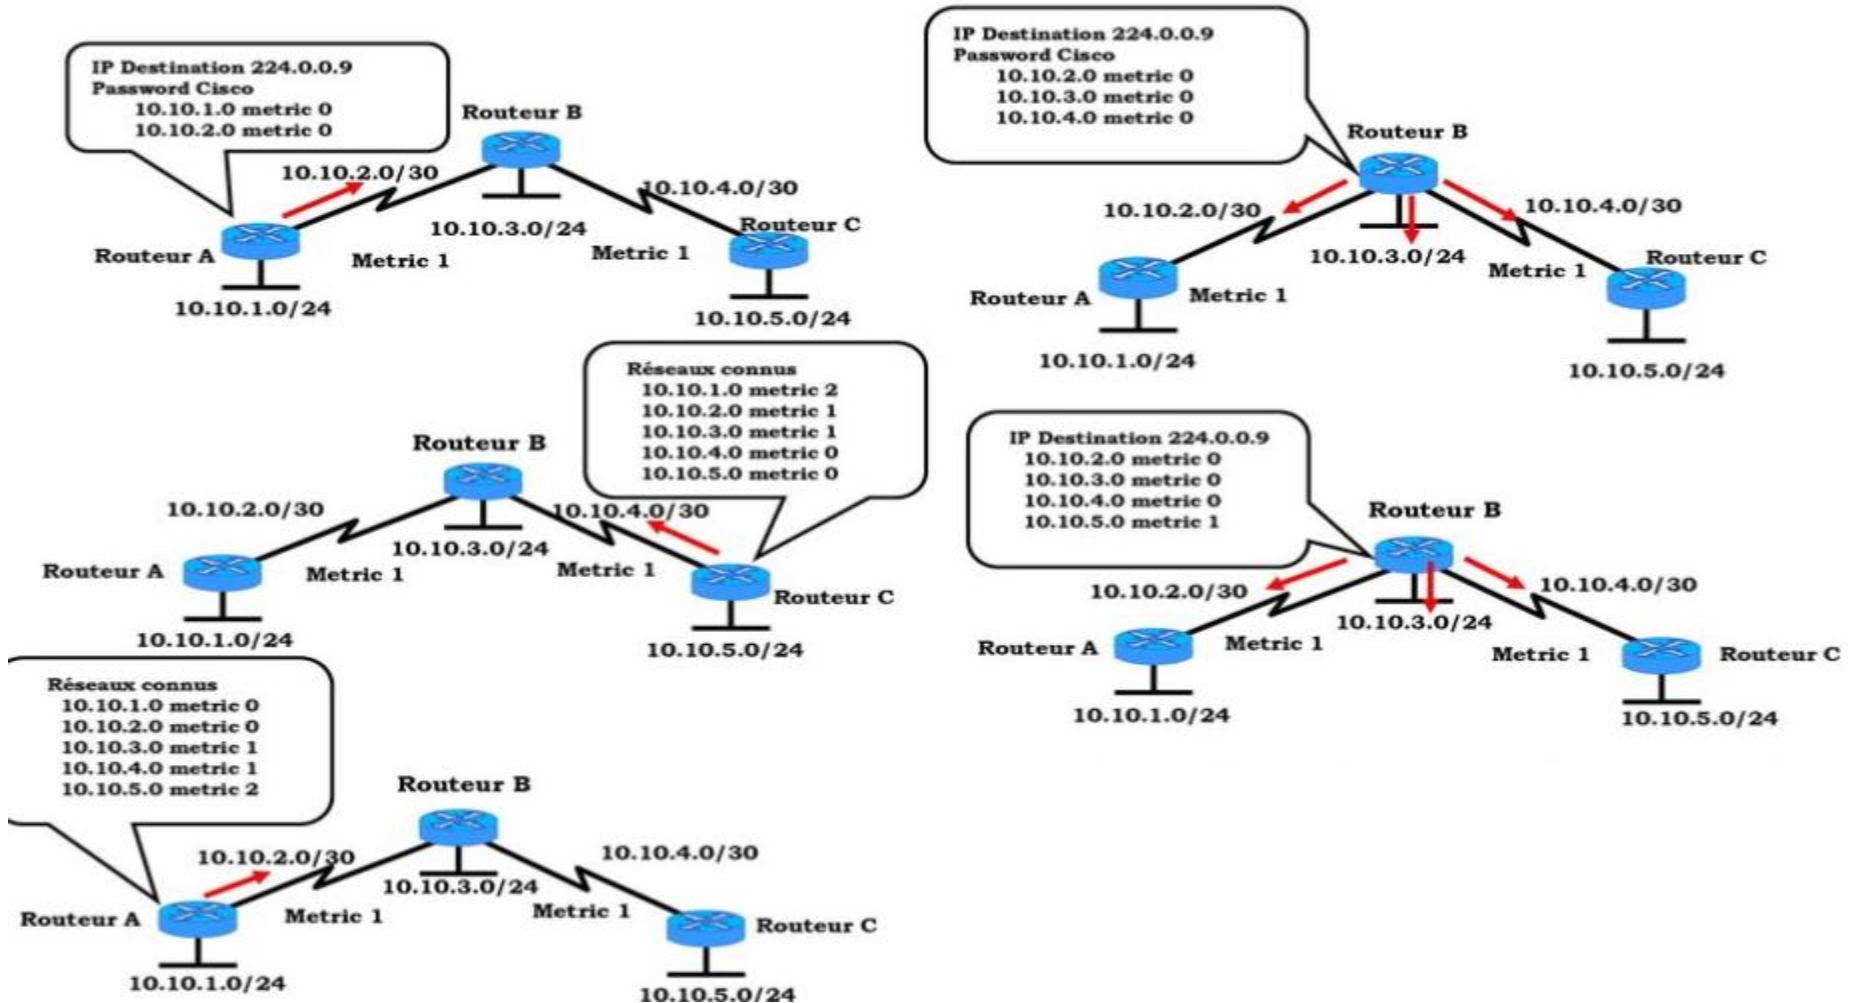 IP Destination 224.0.0.9
Password Cisco
10.10.1.0 metric 0
10.10.2.0 metric 0
Routeur B
10.10.2.0/30
10.10.4.0/30
10.10.3.0/24
Routeur C
Routeur A
Metric 1
Metric 1
10.10.1.0/24
10.10.5.0/24
IP Destination 224.0.0.9
Password Cisco
10.10.2.0 metric 0
10.10.3.0 metric 0
10.10.4.0 metric 0
Routeur B
10.10.2.0/30
10.10.4.0/30
10.10.3.0/24
Routeur C
Metric 1
Routeur A
Metric 1
10.10.1.0/24
10.10.5.0/24
Réseaux connus
10.10.1.0 metric 2
10.10.2.0 metric 1
10.10.3.0 metric 1
10.10.4.0 metric 0
10.10.5.0 metric 0
Routeur B
10.10.2.0/30
10.10.4.0/30
10.10.3.0/24
Routeur A
Metric 1
Metric 1
Routeur C
10.10.1.0/24
10.10.5.0/24
IP Destination 224.0.0.9
10.10.2.0 metric 0
10.10.3.0 metric 0
10.10.4.0 metric 0
10.10.5.0 metric 1
Routeur B
10.10.2.0/30
10.10.4.0/30
10.10.3.0/24
Routeur A
Metric 1
Metric 1
Routeur C
10.10.1.0/24
10.10.5.0/24
Réseaux connus
10.10.1.0 metric 0
10.10.2.0 metric 0
10.10.3.0 metric 1
10.10.4.0 metric 1
10.10.5.0 metric 2
Routeur B
10.10.2.0/30
10.10.4.0/30
10.10.3.0/24
Routeur A
Metric 1
Metric 1
Routeur C
10.10.1.0/24
10.10.5.0/24